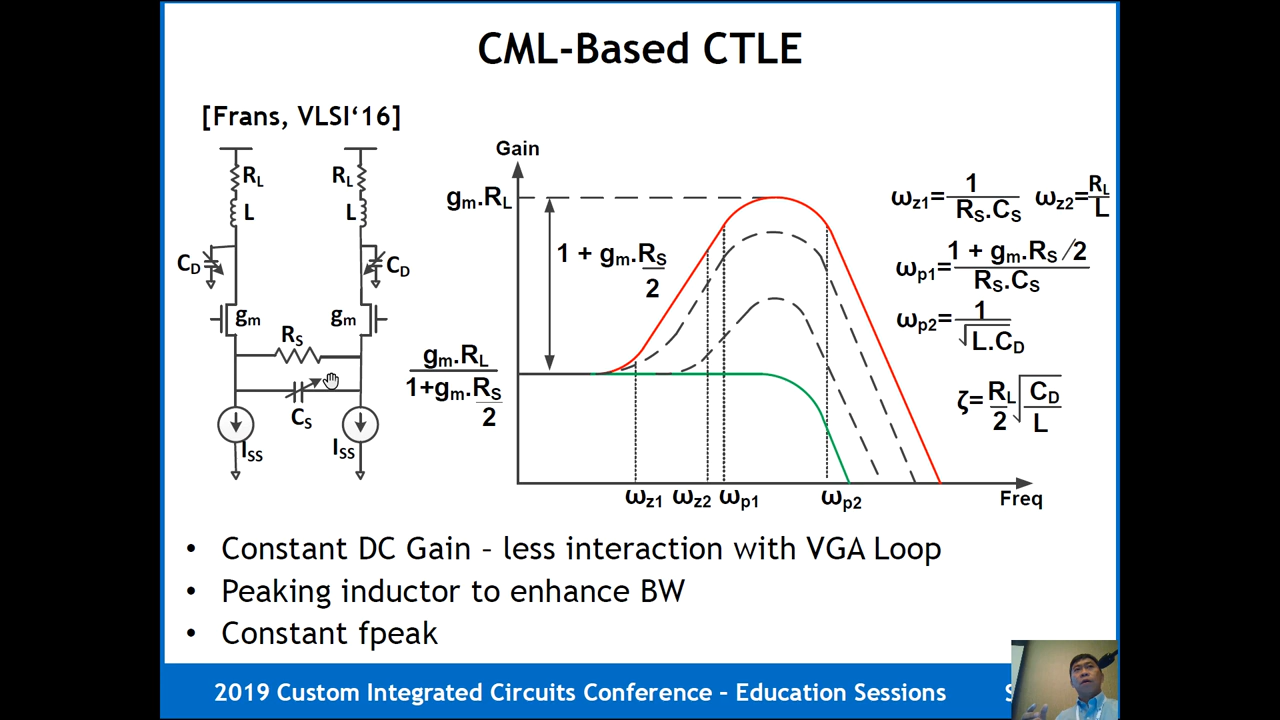 CML-Based CTLE
[Frans, VLSI‘16]
R_L R_L
L L
C_D C_D
g_m g_m
R_S
C_S
I_SS I_SS
Gain
g_m.R_L
1 + g_m.R_S/2
g_m.R_L
1+g_m.R_S/2
ω_z1 ω_z2 ω_p1 ω_p2
Freq
ω_z1=1/R_S.C_S ω_z2=R_L/L
ω_p1=1 + g_m.R_S/2 / R_S.C_S
ω_p2=1/√L.C_D
ζ=R_L/2 √C_D/L
• Constant DC Gain – less interaction with VGA Loop
• Peaking inductor to enhance BW
• Constant fpeak
2019 Custom Integrated Circuits Conference – Education Sessions